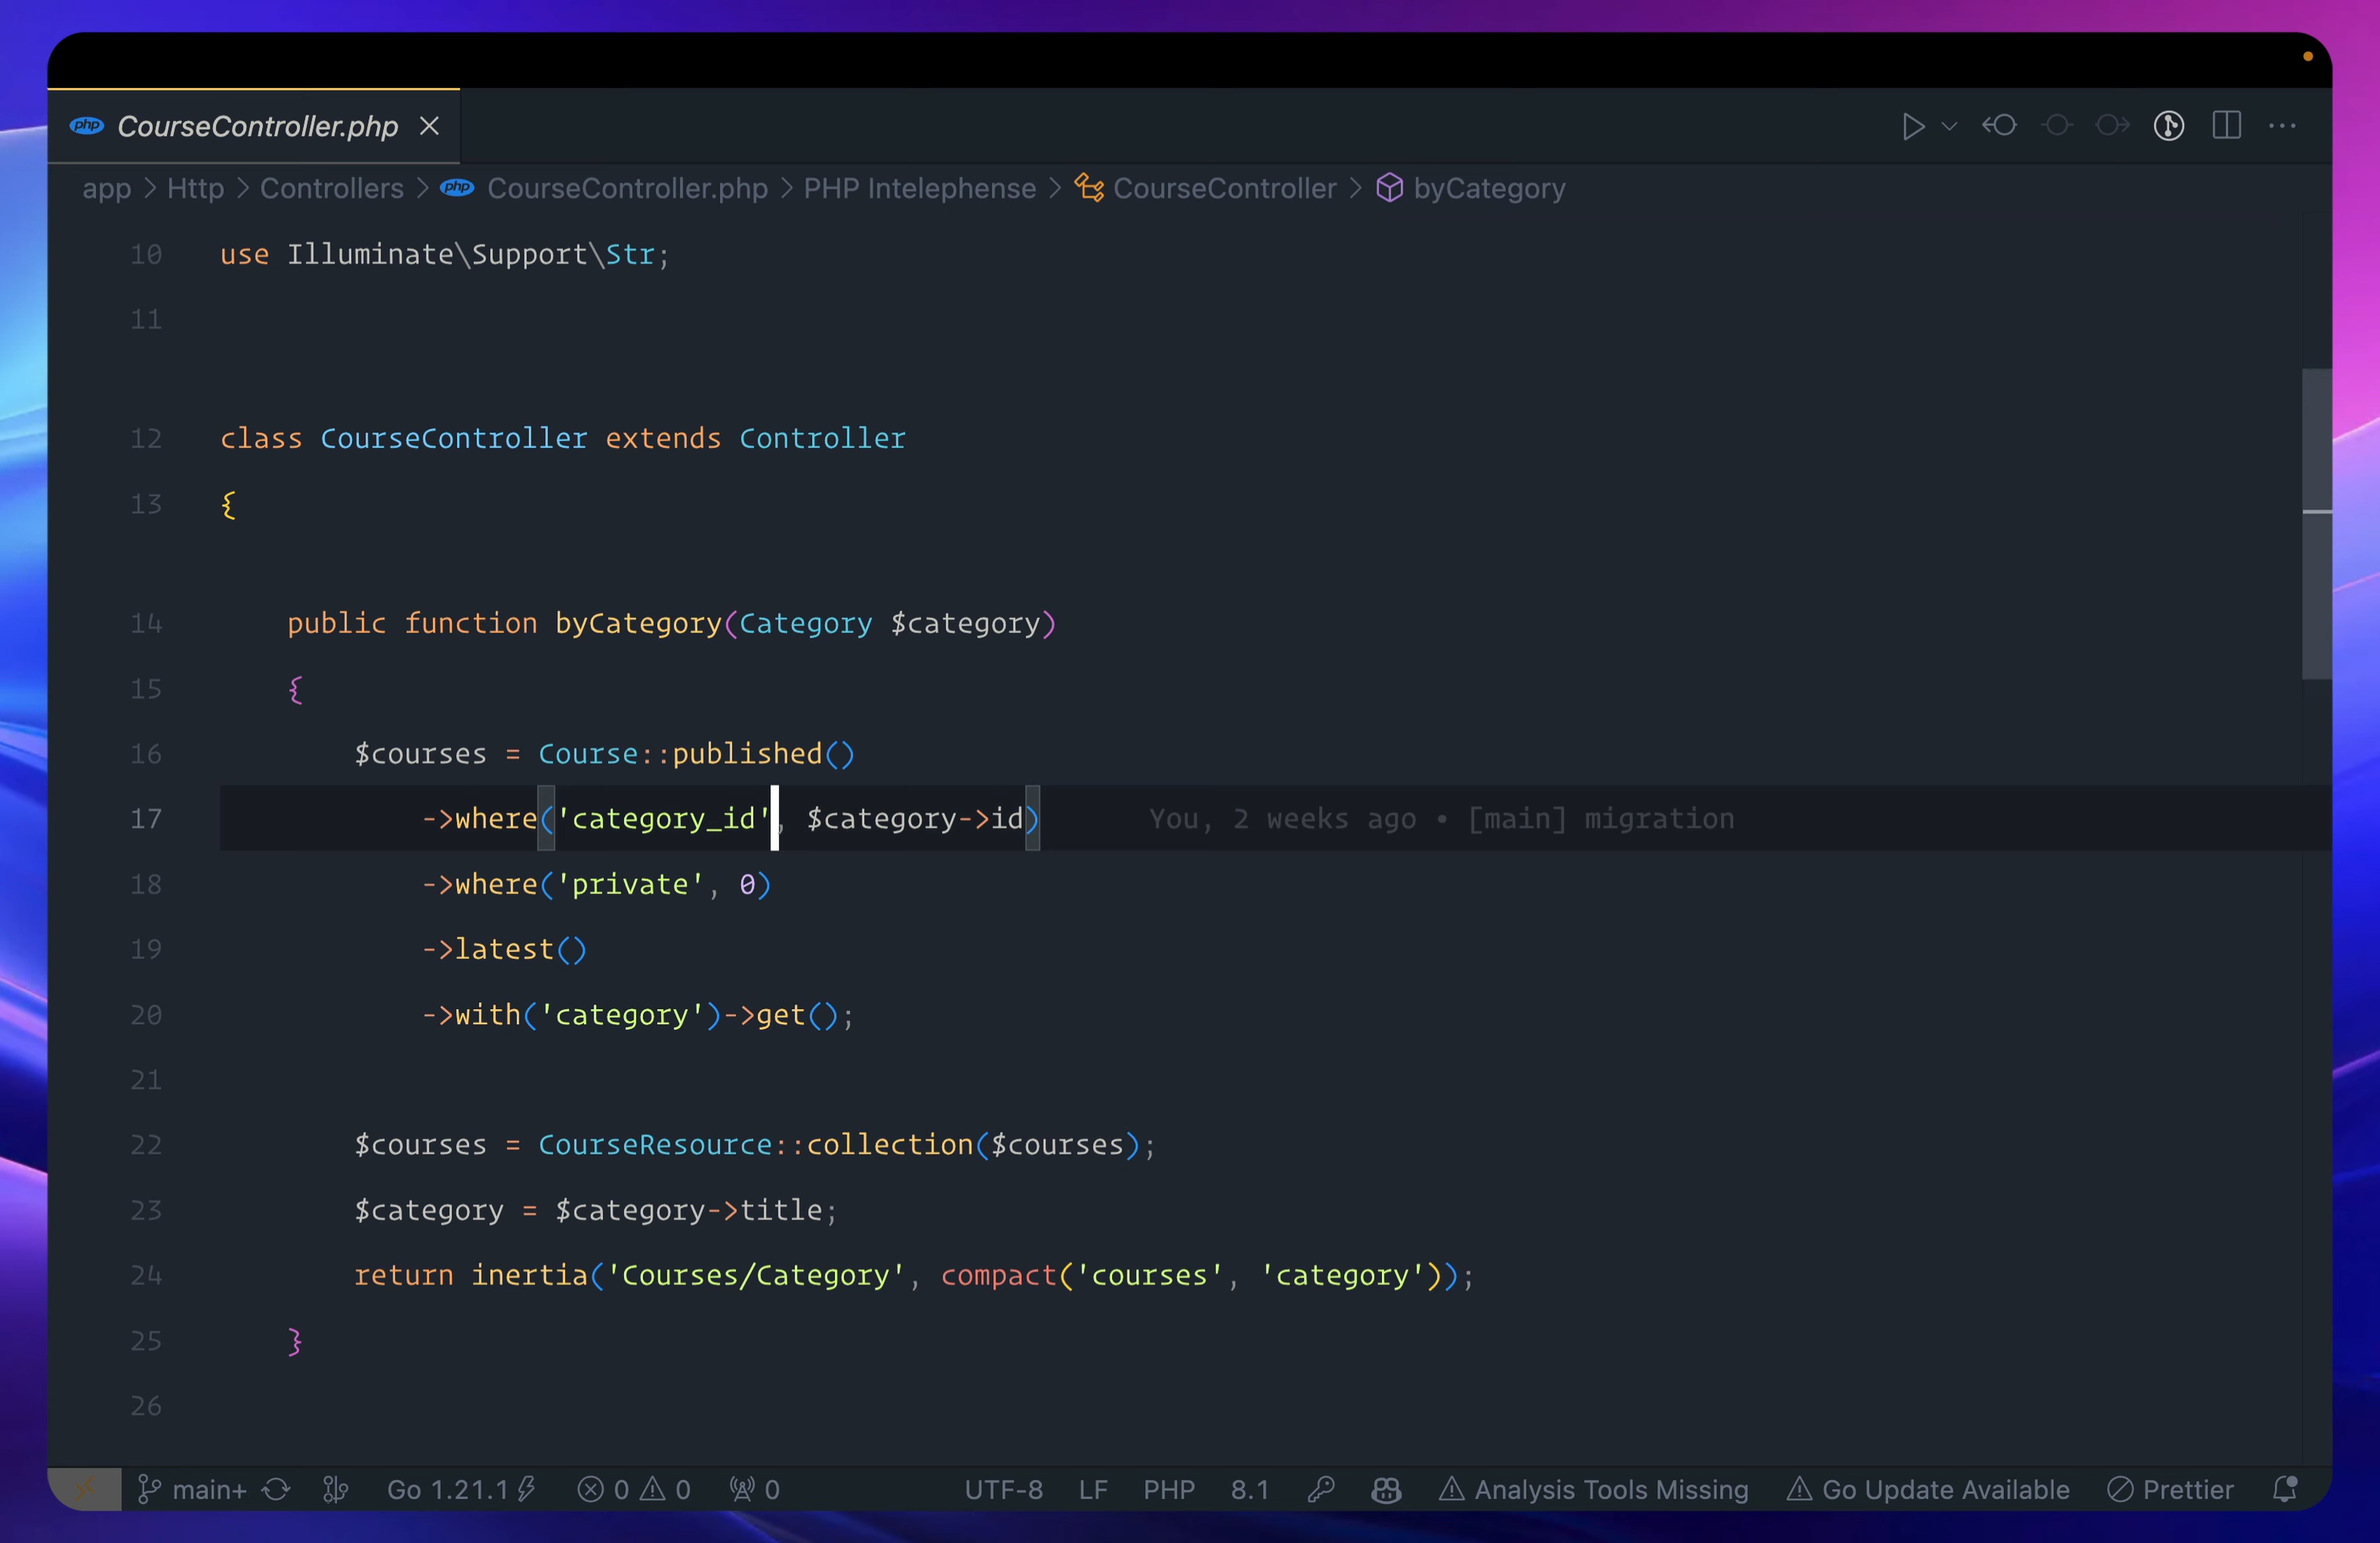 php CourseController.php
app > Http > Controllers > php CourseController.php > PHP Intelephense > CourseController > byCategory
10 use Illuminate\Support\Str;
11
12 class CourseController extends Controller
13 {
14 public function byCategory(Category $category)
15 {
16 $courses = Course::published()
17 ->where('category_id', $category->id) You, 2 weeks ago • [main] migration
18 ->where('private', 0)
19 ->latest()
20 ->with('category')->get();
21
22 $courses = CourseResource::collection($courses);
23 $category = $category->title;
24 return inertia('Courses/Category', compact('courses', 'category'));
25 }
26
main+ Go 1.21.1 0 0 0 UTF-8 LF PHP 8.1 Analysis Tools Missing Go Update Available Prettier